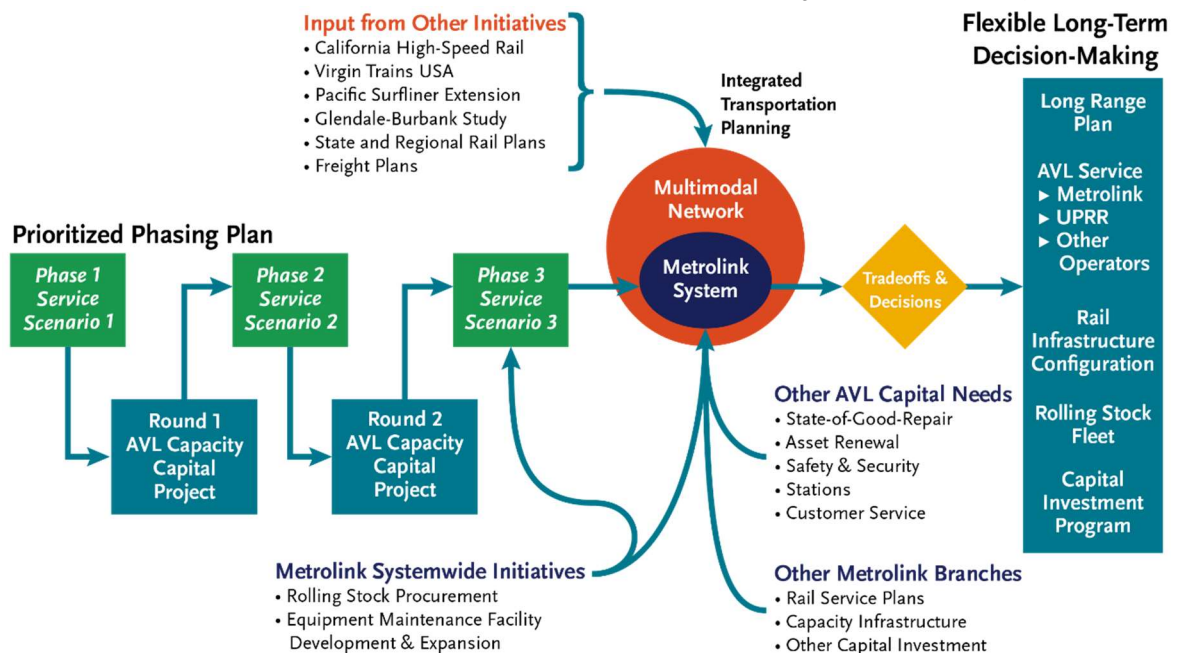 Input from Other Initiatives
• California High-Speed Rail
• Virgin Trains USA
• Pacific Surfliner Extension
• Glendale-Burbank Study
• State and Regional Rail Plans
• Freight Plans
Integrated
Transportation
Planning
Flexible Long-Term
Decision-Making
Prioritized Phasing Plan
Phase 1
Service
Scenario 1
Round 1
AVL Capacity
Capital
Project
Phase 2
Service
Scenario 2
Round 2
AVL Capacity
Capital
Project
Phase 3
Service
Scenario 3
Multimodal
Network
Metrolink
System
Tradeoffs &
Decisions
Long Range
Plan
AVL Service
► Metrolink
► UPRR
► Other
Operators
Rail
Infrastructure
Configuration
Rolling Stock
Fleet
Capital
Investment
Program
Other AVL Capital Needs
• State-of-Good-Repair
• Asset Renewal
• Safety & Security
• Stations
• Customer Service
Metrolink Systemwide Initiatives
• Rolling Stock Procurement
• Equipment Maintenance Facility
Development & Expansion
Other Metrolink Branches
• Rail Service Plans
• Capacity Infrastructure
• Other Capital Investment